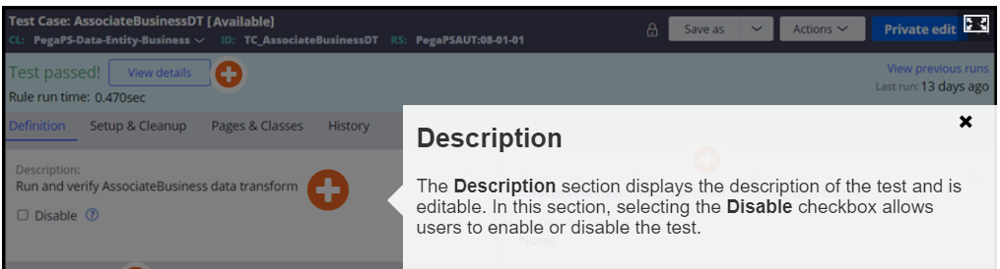 Test Case: AssociateBusinessDT [Available]
CL: PegaPS-Data-Entity-Business ID: TC_AssociateBusinessDT RS: PegaPSAUT:08-01-01
Save as
Actions
Private edit
Test passed! View details
View previous runs
Rule run time: 0.470sec
Last run: 13 days ago
Definition Setup & Cleanup Pages & Classes History
Description:
Run and verify AssociateBusiness data transform
Disable ?
Description
The Description section displays the description of the test and is
editable. In this section, selecting the Disable checkbox allows
users to enable or disable the test.
None